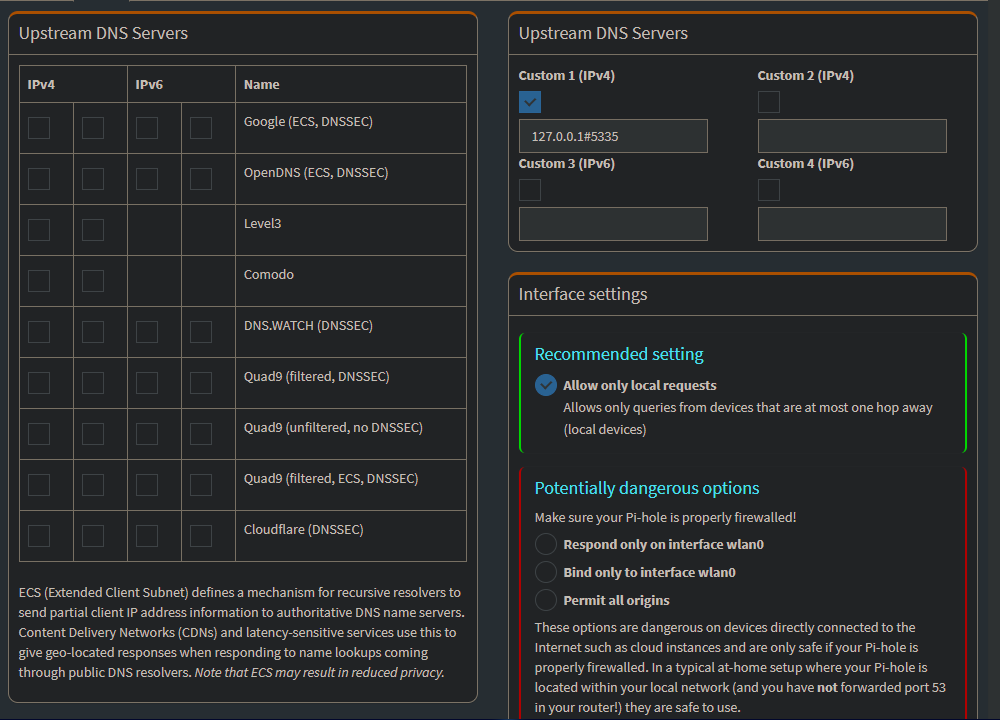 Upstream DNS Servers
IPv4 IPv6 Name
Google (ECS, DNSSEC)
OpenDNS (ECS, DNSSEC)
Level3
Comodo
DNS.WATCH (DNSSEC)
Quad9 (filtered, DNSSEC)
Quad9 (unfiltered, no DNSSEC)
Quad9 (filtered, ECS, DNSSEC)
Cloudflare (DNSSEC)
ECS (Extended Client Subnet) defines a mechanism for recursive resolvers to
send partial client IP address information to authoritative DNS name servers.
Content Delivery Networks (CDNs) and latency-sensitive services use this to
give geo-located responses when responding to name lookups coming
through public DNS resolvers. Note that ECS may result in reduced privacy.
Upstream DNS Servers
Custom 1 (IPv4) Custom 2 (IPv4)
127.0.0.1#5335
Custom 3 (IPv6) Custom 4 (IPv6)
Interface settings
Recommended setting
Allow only local requests
Allows only queries from devices that are at most one hop away
(local devices)
Potentially dangerous options
Make sure your Pi-hole is properly firewalled!
Respond only on interface wlan0
Bind only to interface wlan0
Permit all origins
These options are dangerous on devices directly connected to the
Internet such as cloud instances and are only safe if your Pi-hole is
properly firewalled. In a typical at-home setup where your Pi-hole is
located within your local network (and you have not forwarded port 53
in your router!) they are safe to use.